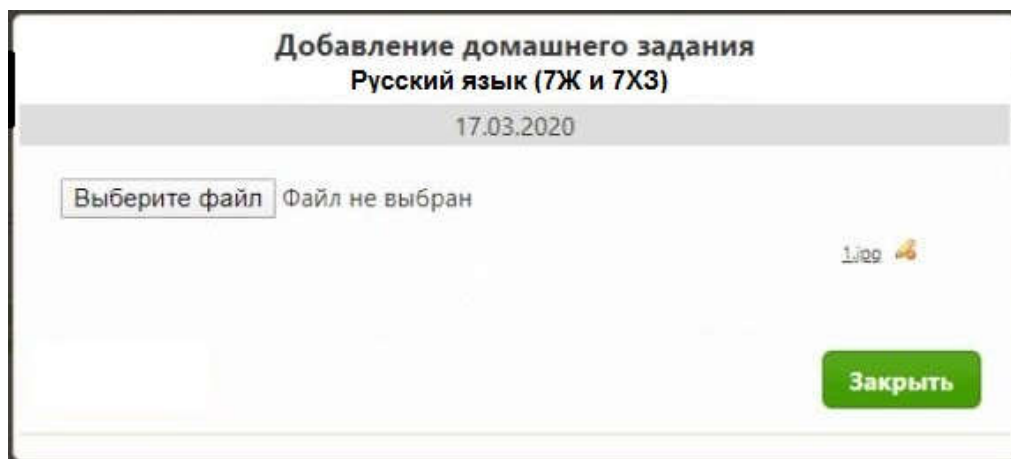 Добавление домашнего задания
Русский язык (7Ж и 7ХЗ)
17.03.2020
Выберите файл Файл не выбран
1.jpg
Закрыть